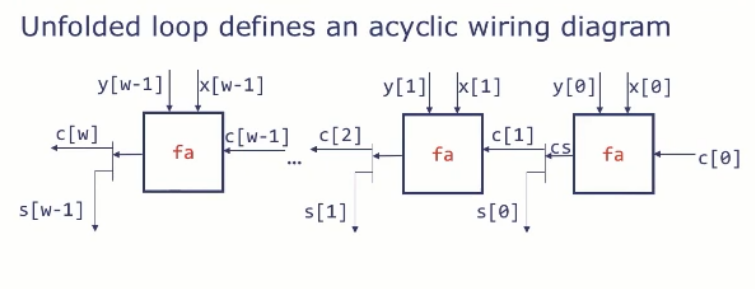 Unfolded loop defines an acyclic wiring diagram
y[w-1] x[w-1] y[1] x[1] y[0] x[0]
c[w] fa c[w-1] ... c[2] fa c[1] cs fa c[0]
s[w-1] s[1] s[0]